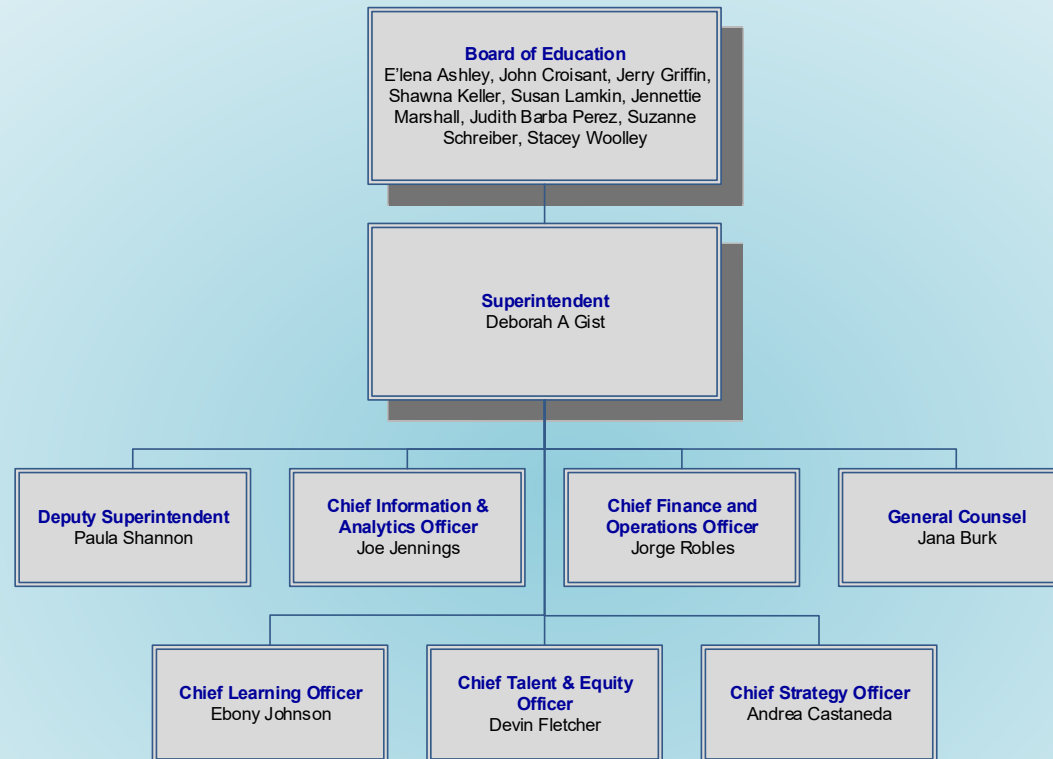 Board of Education
E'lena Ashley, John Croisant, Jerry Griffin,
Shawna Keller, Susan Lamkin, Jennettie
Marshall, Judith Barba Perez, Suzanne
Schreiber, Stacey Woolley
Superintendent
Deborah A Gist
Deputy Superintendent
Paula Shannon
Chief Information &
Analytics Officer
Joe Jennings
Chief Finance and
Operations Officer
Jorge Robles
General Counsel
Jana Burk
Chief Learning Officer
Ebony Johnson
Chief Talent & Equity
Officer
Devin Fletcher
Chief Strategy Officer
Andrea Castaneda